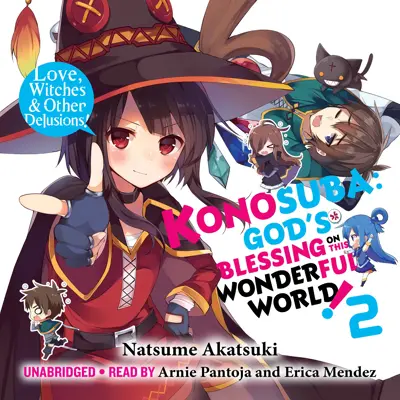 Love,
Witches
& Other
Delusions!
KONOSUBA:
GOD'S
BLESSING ON THIS
WONDERFUL
WORLD! 2
Natsume Akatsuki
UNABRIDGED • READ BY Arnie Pantoja and Erica Mendez